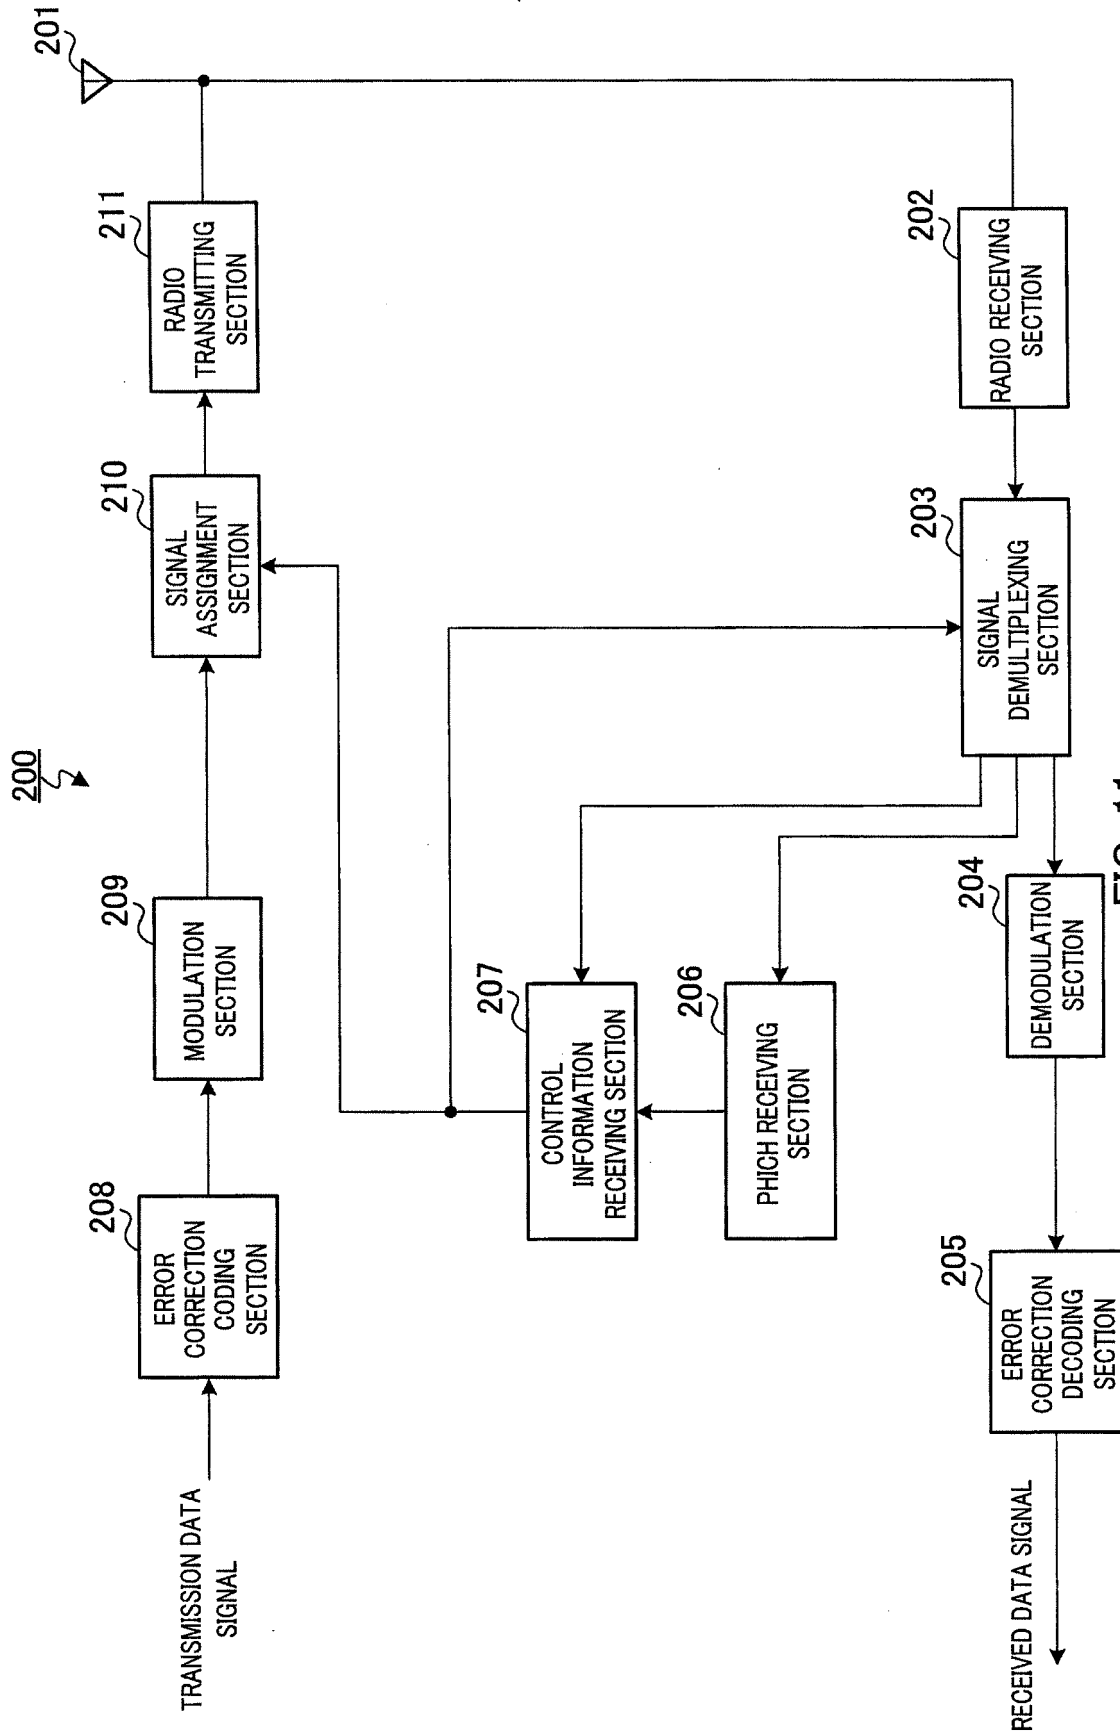 200
201
211
RADIO
TRANSMITTING
SECTION
210
SIGNAL
ASSIGNMENT
SECTION
209
MODULATION
SECTION
208
ERROR
CORRECTION
CODING
SECTION
TRANSMISSION DATA
SIGNAL
207
CONTROL
INFORMATION
RECEIVING SECTION
206
PHICH RECEIVING
SECTION
202
RADIO RECEIVING
SECTION
203
SIGNAL
DEMULTIPLEXING
SECTION
204
DEMODULATION
SECTION
205
ERROR
CORRECTION
DECODING
SECTION
RECEIVED DATA SIGNAL